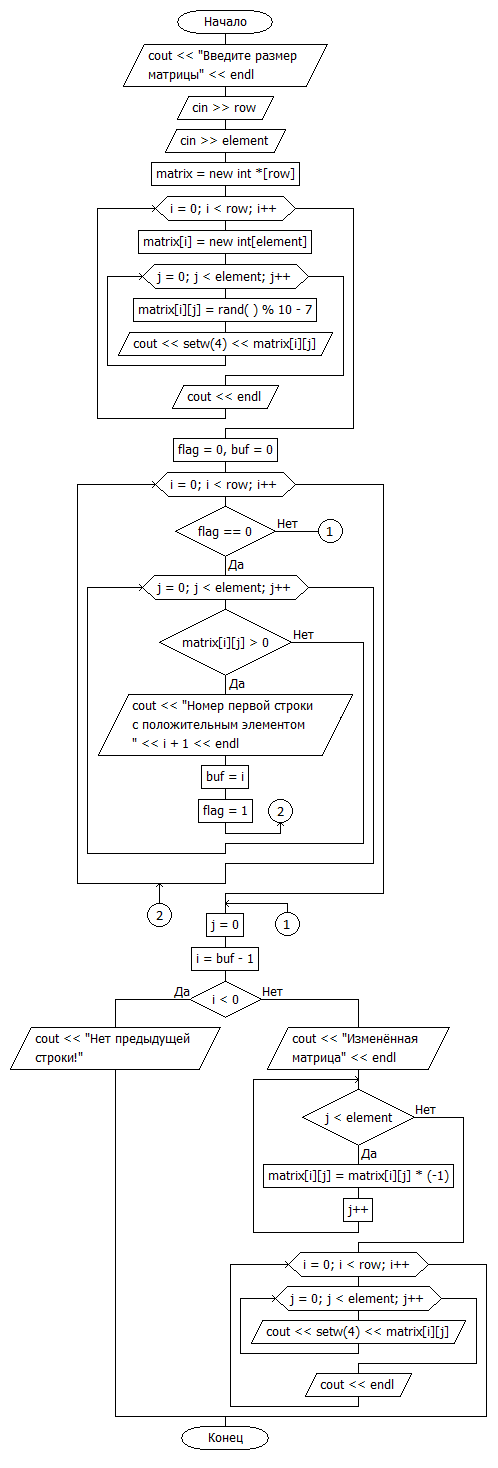 Начало
cout << "Введите размер
матрицы" << endl
cin >> row
cin >> element
matrix = new int *[row]
i = 0; i < row; i++
matrix[i] = new int[element]
j = 0; j < element; j++
matrix[i][j] = rand( ) % 10 - 7
cout << setw(4) << matrix[i][j]
cout << endl
flag = 0, buf = 0
i = 0; i < row; i++
flag == 0
Нет
1
Да
j = 0; j < element; j++
matrix[i][j] > 0
Нет
Да
cout << "Номер первой строки
с положительным элементом
" << i + 1 << endl
buf = i
flag = 1
2
2
1
j = 0
i = buf - 1
i < 0
Да
Нет
cout << "Нет предыдущей
строки!"
cout << "Изменённая
матрица" << endl
j < element
Нет
Да
matrix[i][j] = matrix[i][j] * (-1)
j++
i = 0; i < row; i++
j = 0; j < element; j++
cout << setw(4) << matrix[i][j]
cout << endl
Конец